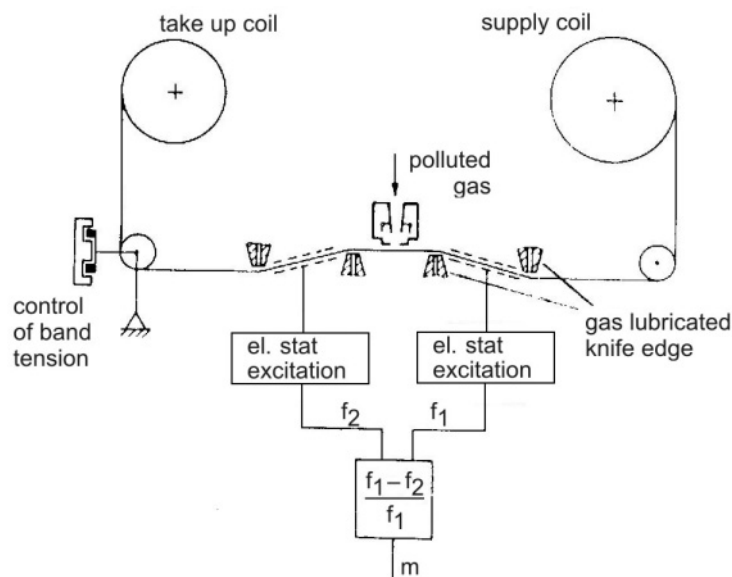 take up coil
supply coil
polluted
gas
control
of band
tension
gas lubricated
knife edge
el. stat
excitation
el. stat
excitation
f₂
f₁
f₁ – f₂
f₁
m